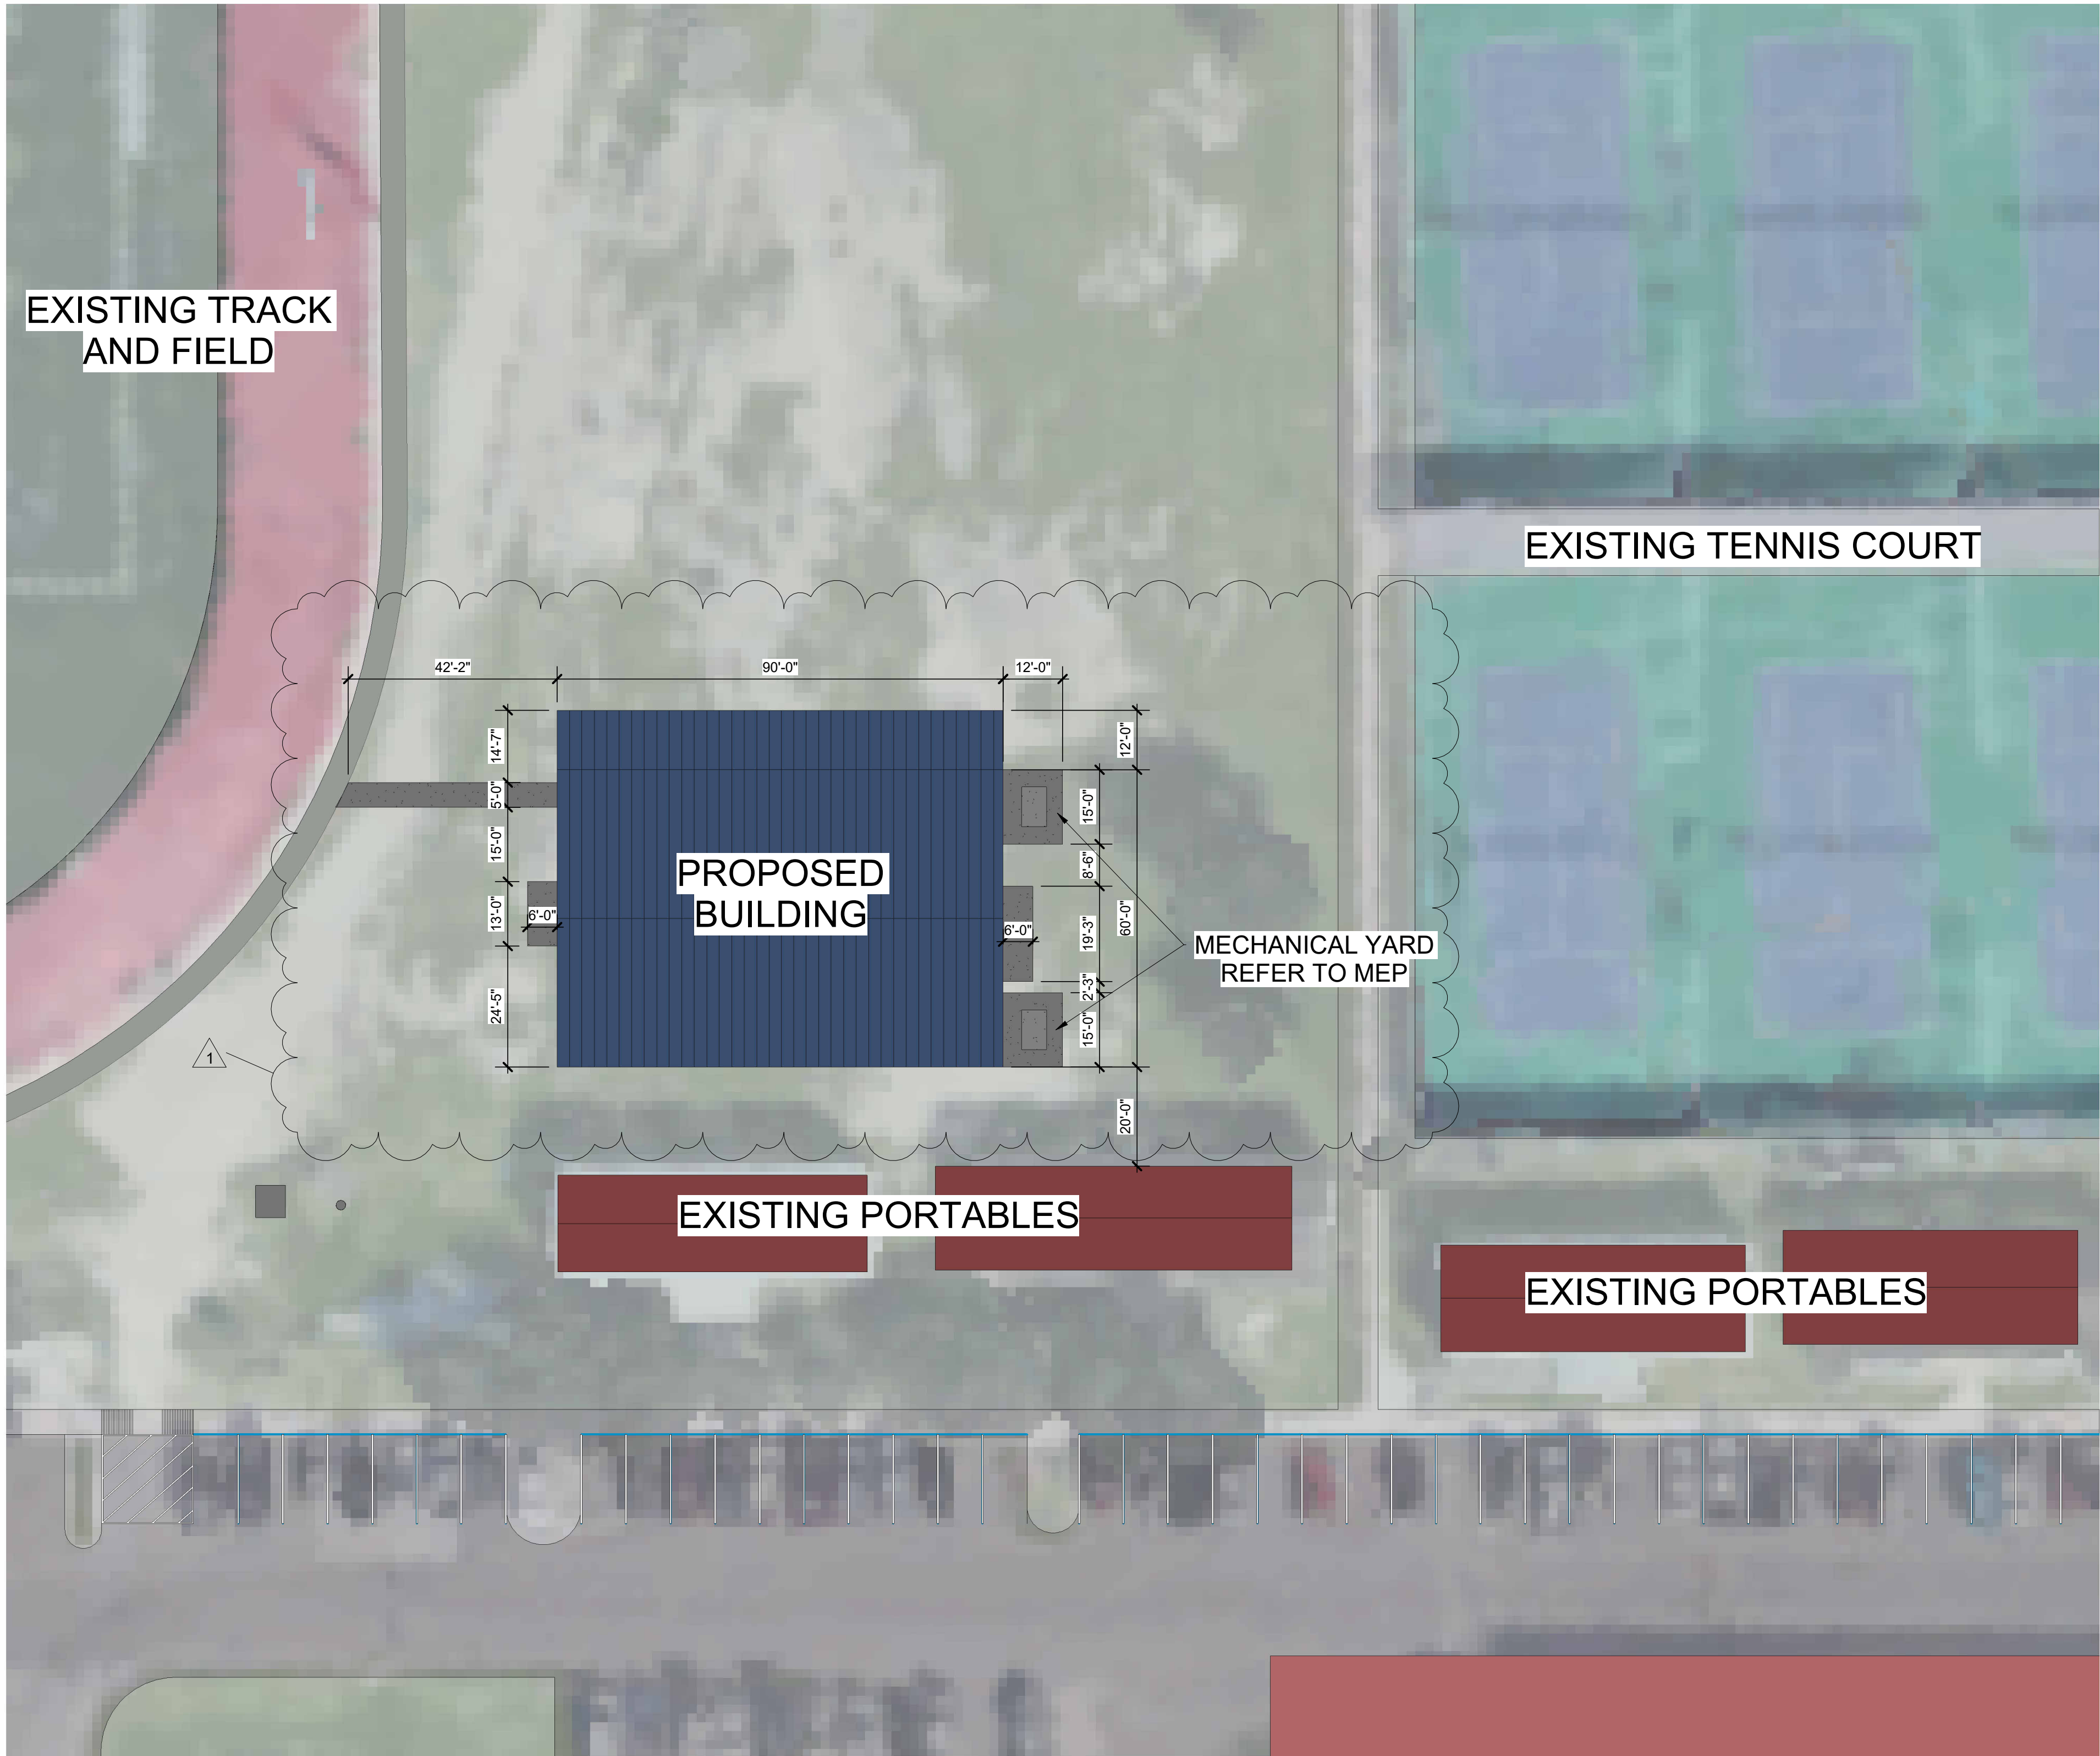 EXISTING TRACK
AND FIELD
EXISTING TENNIS COURT
42'-2"
90'-0"
12'-0"
14'-7"
5'-0"
15'-0"
13'-0"
6'-0"
24'-5"
PROPOSED
BUILDING
12'-0"
15'-0"
8'-6"
60'-0"
19'-3"
6'-0"
2'-3"
15'-0"
20'-0"
MECHANICAL YARD
REFER TO MEP
1
EXISTING PORTABLES
EXISTING PORTABLES